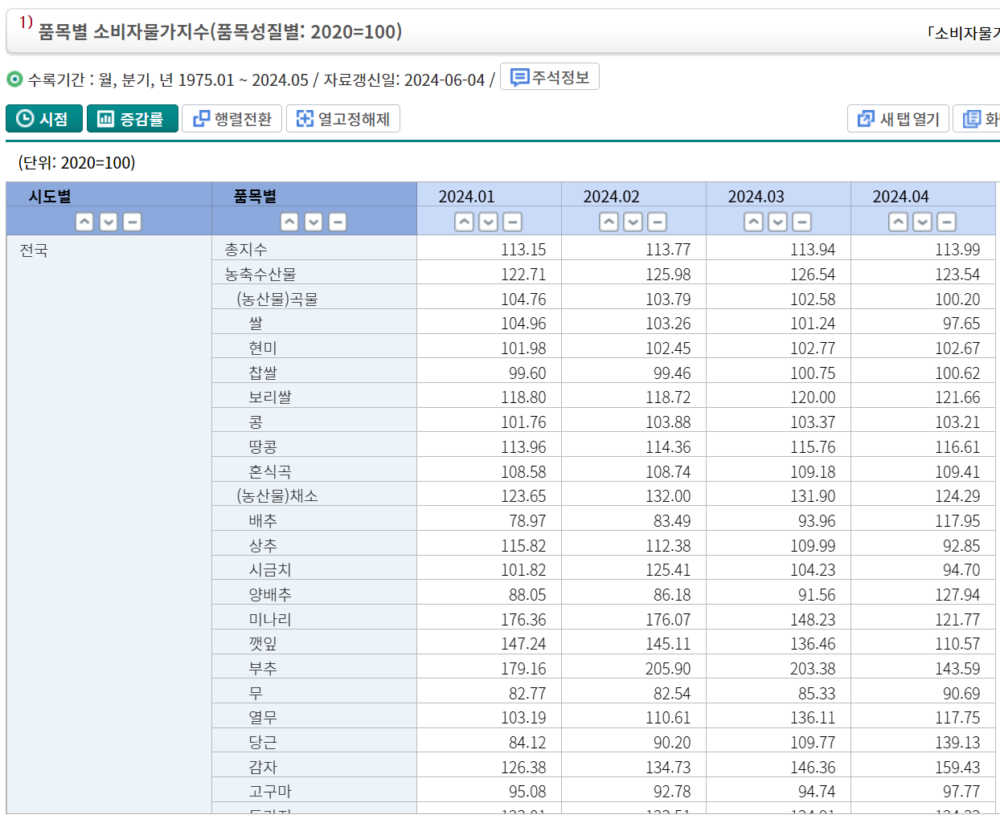 1) 품목별 소비자물가지수(품목성질별: 2020=100)
「소비자물가
수록기간 : 월, 분기, 년 1975.01 ~ 2024.05 / 자료갱신일: 2024-06-04 / 주석정보
시점 증감률 행렬전환 열고정해제 새 탭 열기
(단위: 2020=100)
시도별 품목별 2024.01 2024.02 2024.03 2024.04
전국 총지수 113.15 113.77 113.94 113.99
농축수산물 122.71 125.98 126.54 123.54
(농산물)곡물 104.76 103.79 102.58 100.20
쌀 104.96 103.26 101.24 97.65
현미 101.98 102.45 102.77 102.67
찹쌀 99.60 99.46 100.75 100.62
보리쌀 118.80 118.72 120.00 121.66
콩 101.76 103.88 103.37 103.21
땅콩 113.96 114.36 115.76 116.61
혼식곡 108.58 108.74 109.18 109.41
(농산물)채소 123.65 132.00 131.90 124.29
배추 78.97 83.49 93.96 117.95
상추 115.82 112.38 109.99 92.85
시금치 101.82 125.41 104.23 94.70
양배추 88.05 86.18 91.56 127.94
미나리 176.36 176.07 148.23 121.77
깻잎 147.24 145.11 136.46 110.57
부추 179.16 205.90 203.38 143.59
무 82.77 82.54 85.33 90.69
열무 103.19 110.61 136.11 117.75
당근 84.12 90.20 109.77 139.13
감자 126.38 134.73 146.36 159.43
고구마 95.08 92.78 94.74 97.77